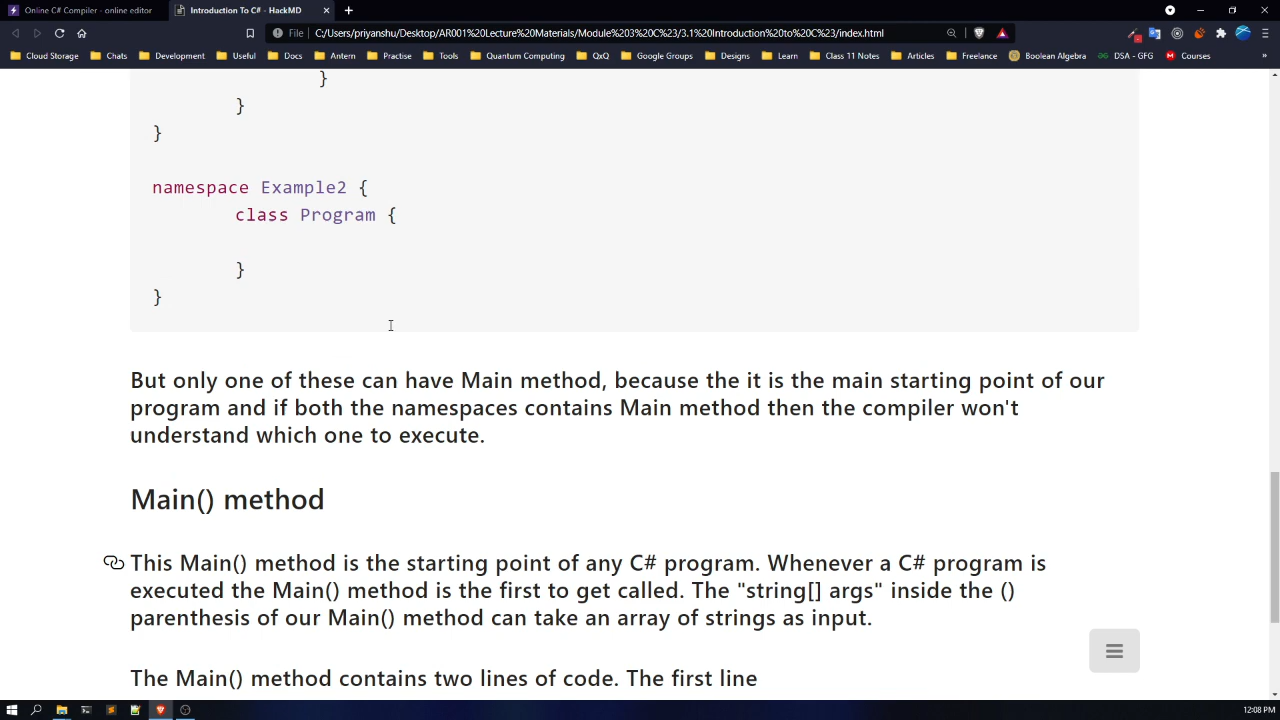 Online C# Compiler - online editor
Introduction To C# - HackMD
File C:/Users/priyanshu/Desktop/AR001%20Lecture%20Materials/Module%203%20C%23/3.1%20Introduction%20to%20C%23/index.html
Cloud Storage Chats Development Useful Docs Antern Practise Tools Quantum Computing QxQ Google Groups Designs Learn Class 11 Notes Articles Freelance Boolean Algebra DSA - GFG Courses »
}
}
}
namespace Example2 {
class Program {
}
}
But only one of these can have Main method, because the it is the main starting point of our
program and if both the namespaces contains Main method then the compiler won't
understand which one to execute.
Main() method
This Main() method is the starting point of any C# program. Whenever a C# program is
executed the Main() method is the first to get called. The "string[] args" inside the ()
parenthesis of our Main() method can take an array of strings as input.
The Main() method contains two lines of code. The first line
12:08 PM